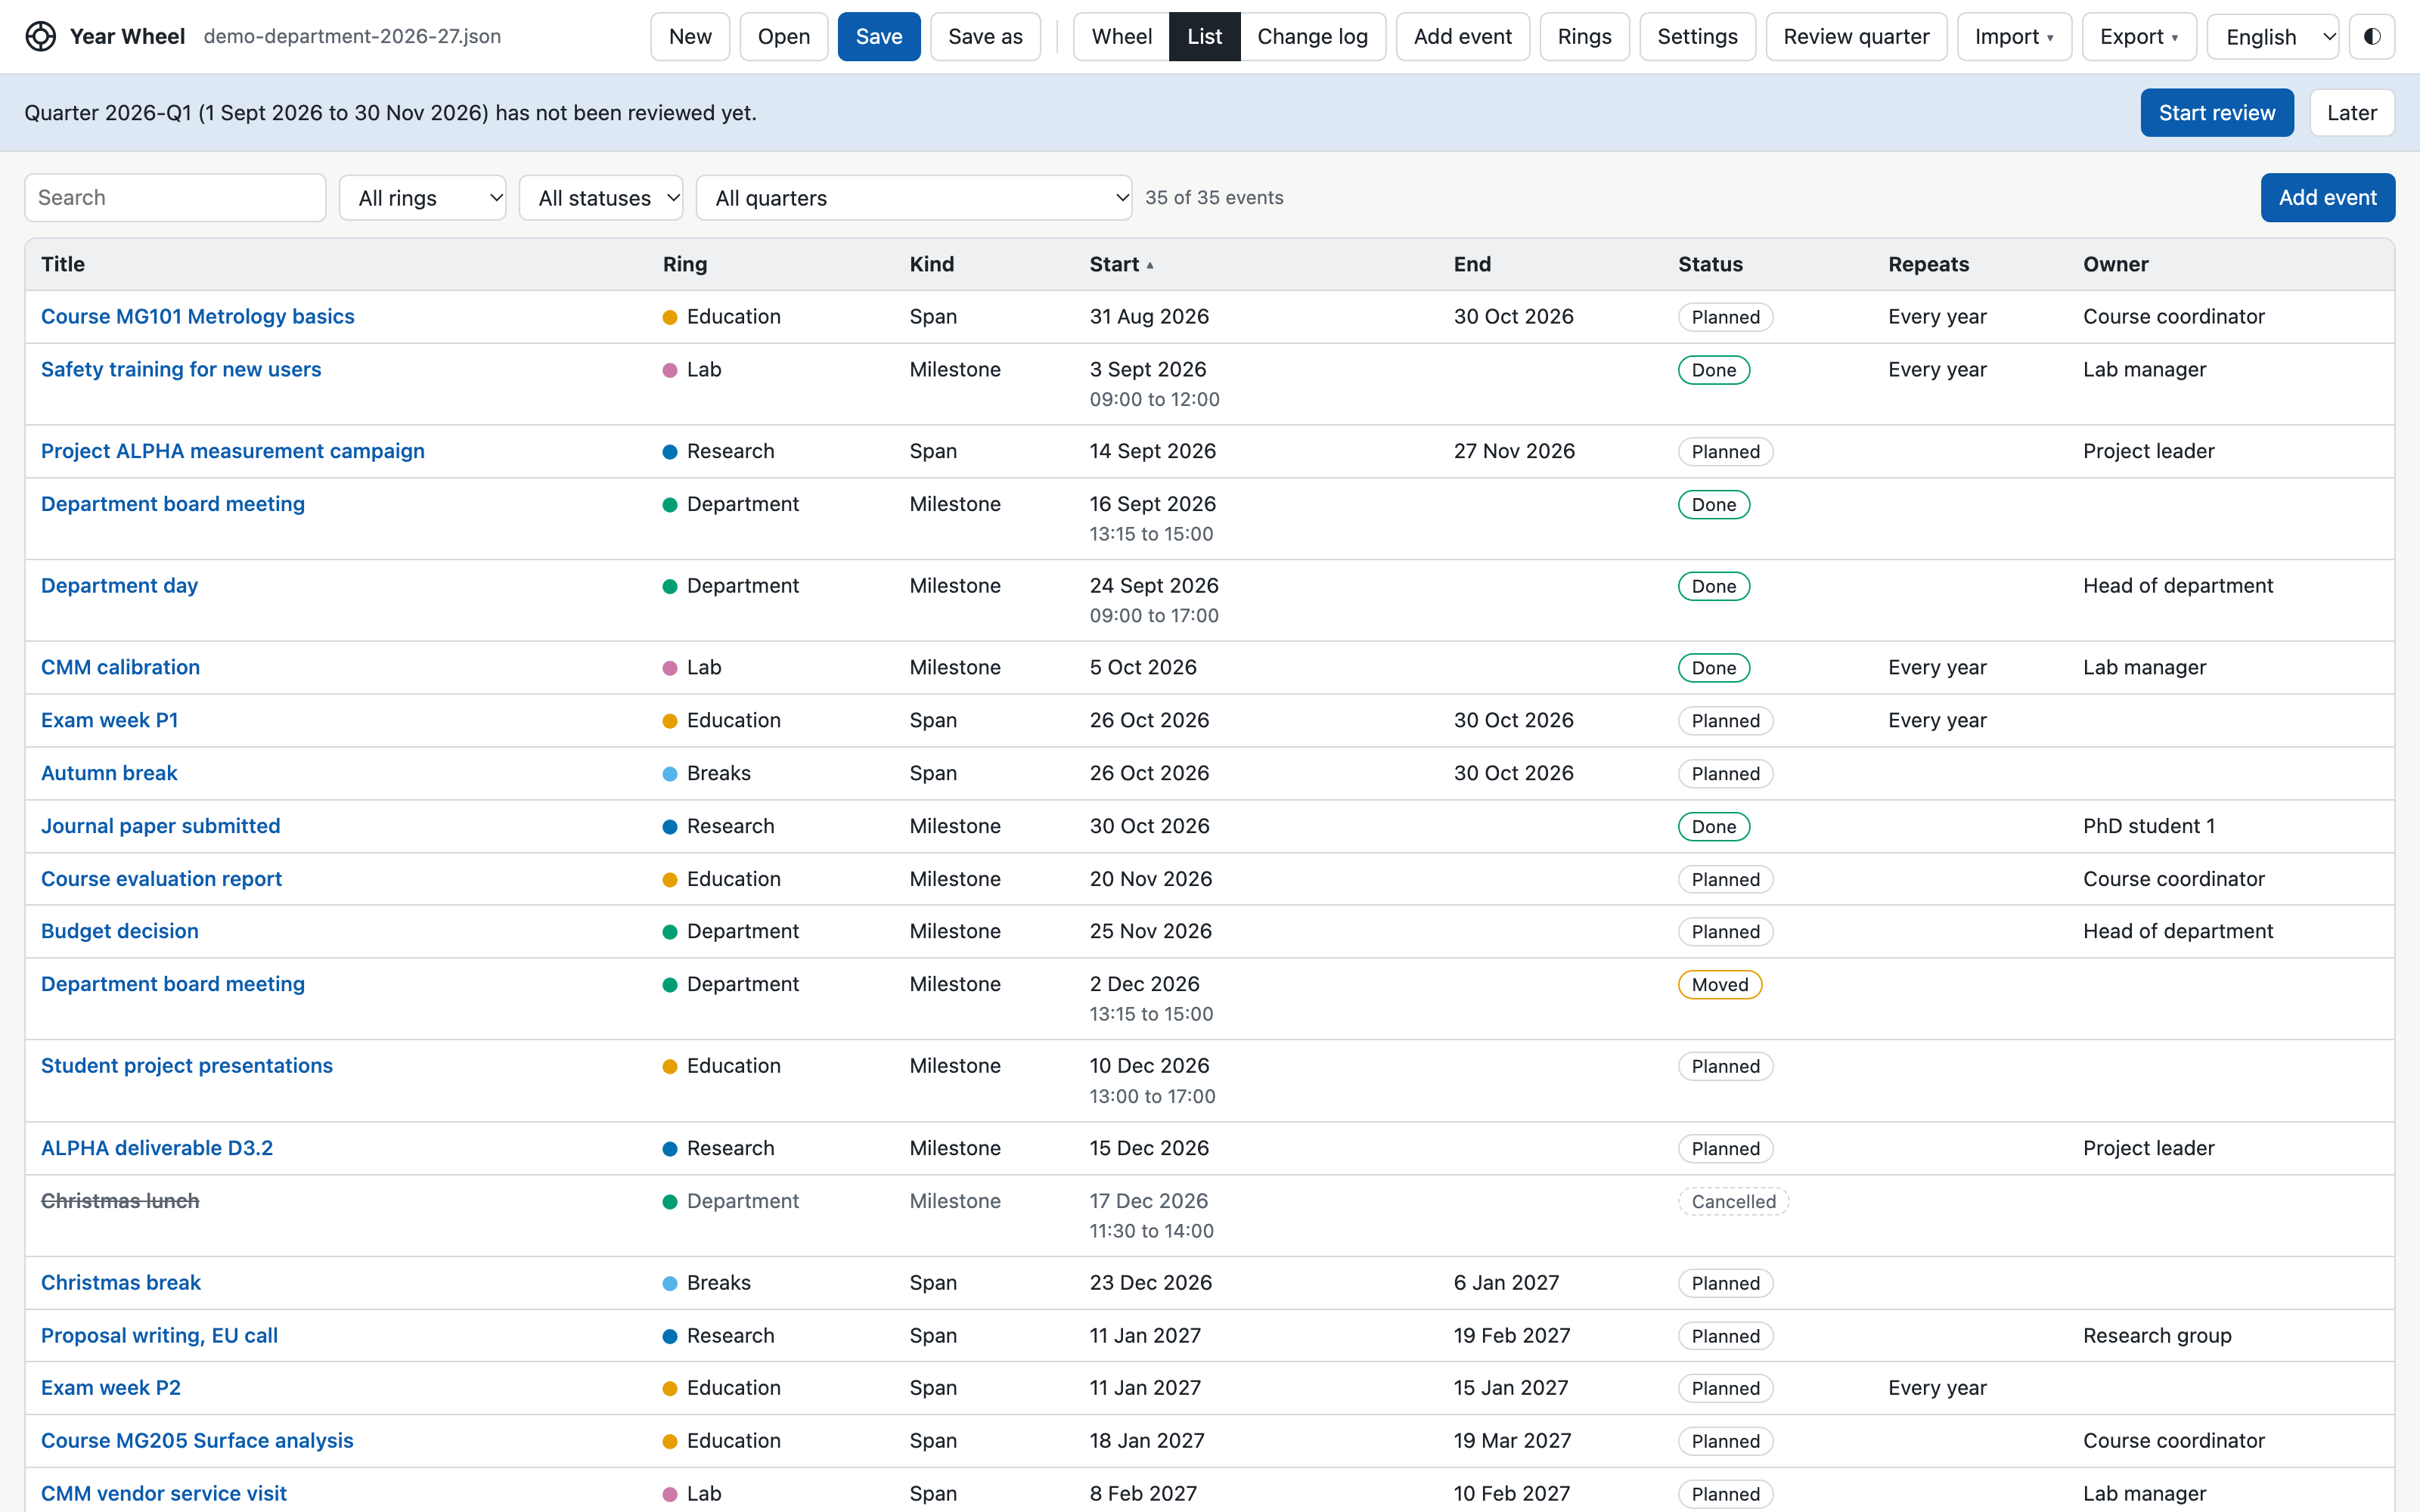 Year Wheel demo-department-2026-27.json New Open Save Save as Wheel List Change log Add event Rings Settings Review quarter Import ▾ Export ▾ English
Quarter 2026-Q1 (1 Sept 2026 to 30 Nov 2026) has not been reviewed yet. Start review Later
Search All rings All statuses All quarters 35 of 35 events Add event
Title Ring Kind Start ▲ End Status Repeats Owner
Course MG101 Metrology basics Education Span 31 Aug 2026 30 Oct 2026 Planned Every year Course coordinator
Safety training for new users Lab Milestone 3 Sept 2026 Done Every year Lab manager
09:00 to 12:00
Project ALPHA measurement campaign Research Span 14 Sept 2026 27 Nov 2026 Planned Project leader
Department board meeting Department Milestone 16 Sept 2026 Done
13:15 to 15:00
Department day Department Milestone 24 Sept 2026 Done Head of department
09:00 to 17:00
CMM calibration Lab Milestone 5 Oct 2026 Done Every year Lab manager
Exam week P1 Education Span 26 Oct 2026 30 Oct 2026 Planned Every year
Autumn break Breaks Span 26 Oct 2026 30 Oct 2026 Planned
Journal paper submitted Research Milestone 30 Oct 2026 Done PhD student 1
Course evaluation report Education Milestone 20 Nov 2026 Planned Course coordinator
Budget decision Department Milestone 25 Nov 2026 Planned Head of department
Department board meeting Department Milestone 2 Dec 2026 Moved
13:15 to 15:00
Student project presentations Education Milestone 10 Dec 2026 Planned
13:00 to 17:00
ALPHA deliverable D3.2 Research Milestone 15 Dec 2026 Planned Project leader
Christmas lunch Department Milestone 17 Dec 2026 Cancelled
11:30 to 14:00
Christmas break Breaks Span 23 Dec 2026 6 Jan 2027 Planned
Proposal writing, EU call Research Span 11 Jan 2027 19 Feb 2027 Planned Research group
Exam week P2 Education Span 11 Jan 2027 15 Jan 2027 Planned Every year
Course MG205 Surface analysis Education Span 18 Jan 2027 19 Mar 2027 Planned Course coordinator
CMM vendor service visit Lab Span 8 Feb 2027 10 Feb 2027 Planned Lab manager